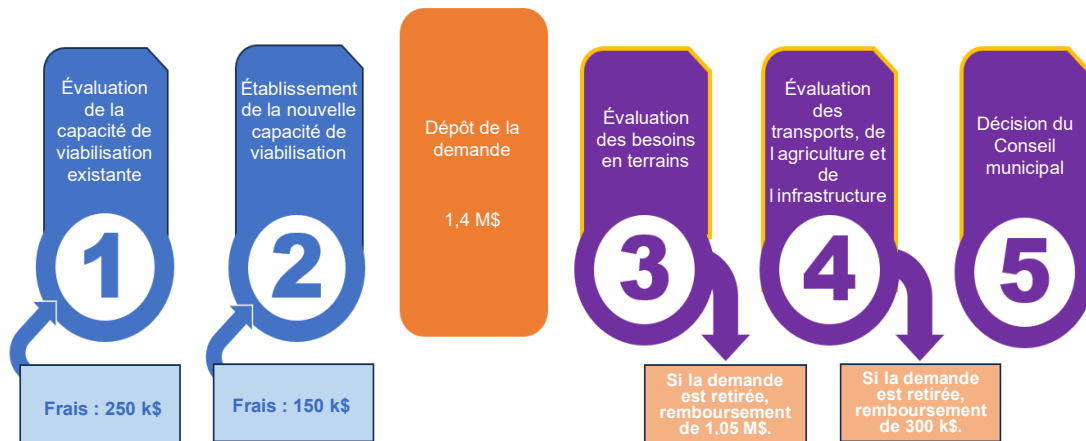 Évaluation
de la
capacité de
viabilisation
existante
1
Frais : 250 k$
Établissement
de la nouvelle
capacité de
viabilisation
2
Frais : 150 k$
Dépôt de la
demande
1,4 M$
Évaluation
des besoins
en terrains
3
Si la demande
est retirée,
remboursement
de 1,05 M$.
Évaluation
des
transports, de
l agriculture et
de
l infrastructure
4
Si la demande
est retirée,
remboursement
de 300 k$.
Décision du
Conseil
municipal
5